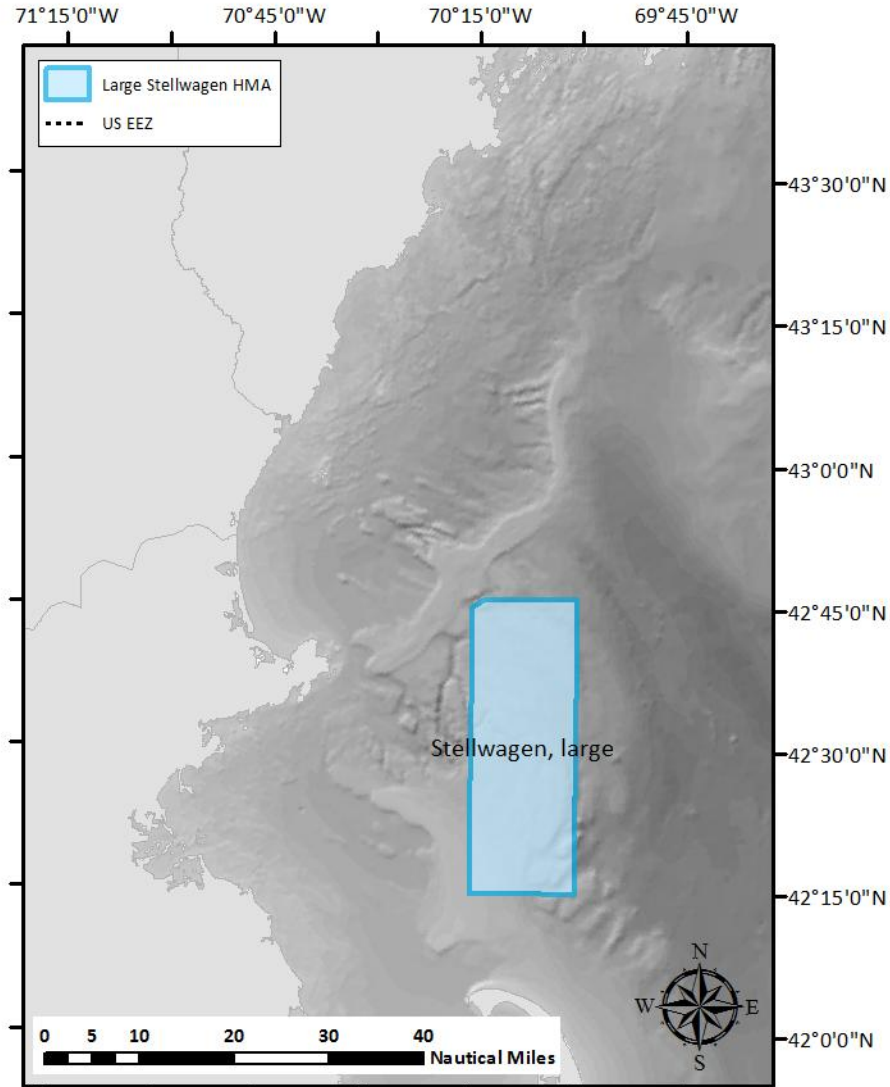 71°15'0"W 70°45'0"W 70°15'0"W 69°45'0"W
Large Stellwagen HMA
US EEZ
43°30'0"N
43°15'0"N
43°0'0"N
42°45'0"N
Stellwagen, large
42°30'0"N
42°15'0"N
N
W E
S
42°0'0"N
0 5 10 20 30 40
Nautical Miles